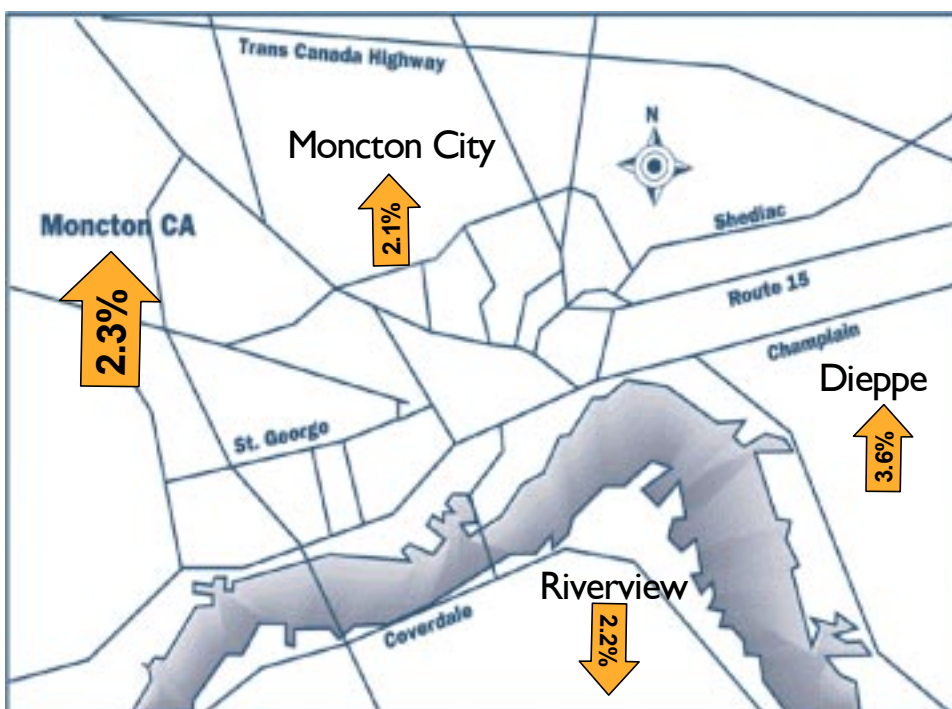 Trans Canada Highway
N
Moncton City
2.1%
Shediac
Moncton CA
2.3%
Route 15
Champlain
Dieppe
3.6%
St. George
Riverview
2.2%
Coverdale